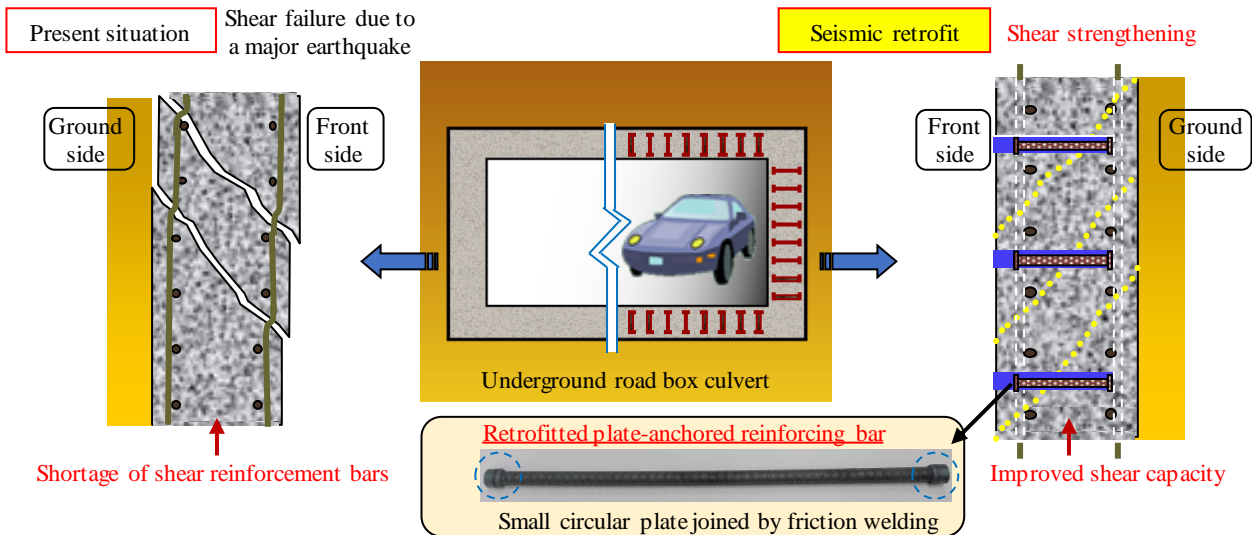 Present situation
Shear failure due to
a major earthquake
Ground
side
Front
side
Shortage of shear reinforcement bars
Underground road box culvert
Retrofitted plate-anchored reinforcing bar
Small circular plate joined by friction welding
Seismic retrofit
Shear strengthening
Front
side
Ground
side
Improved shear capacity